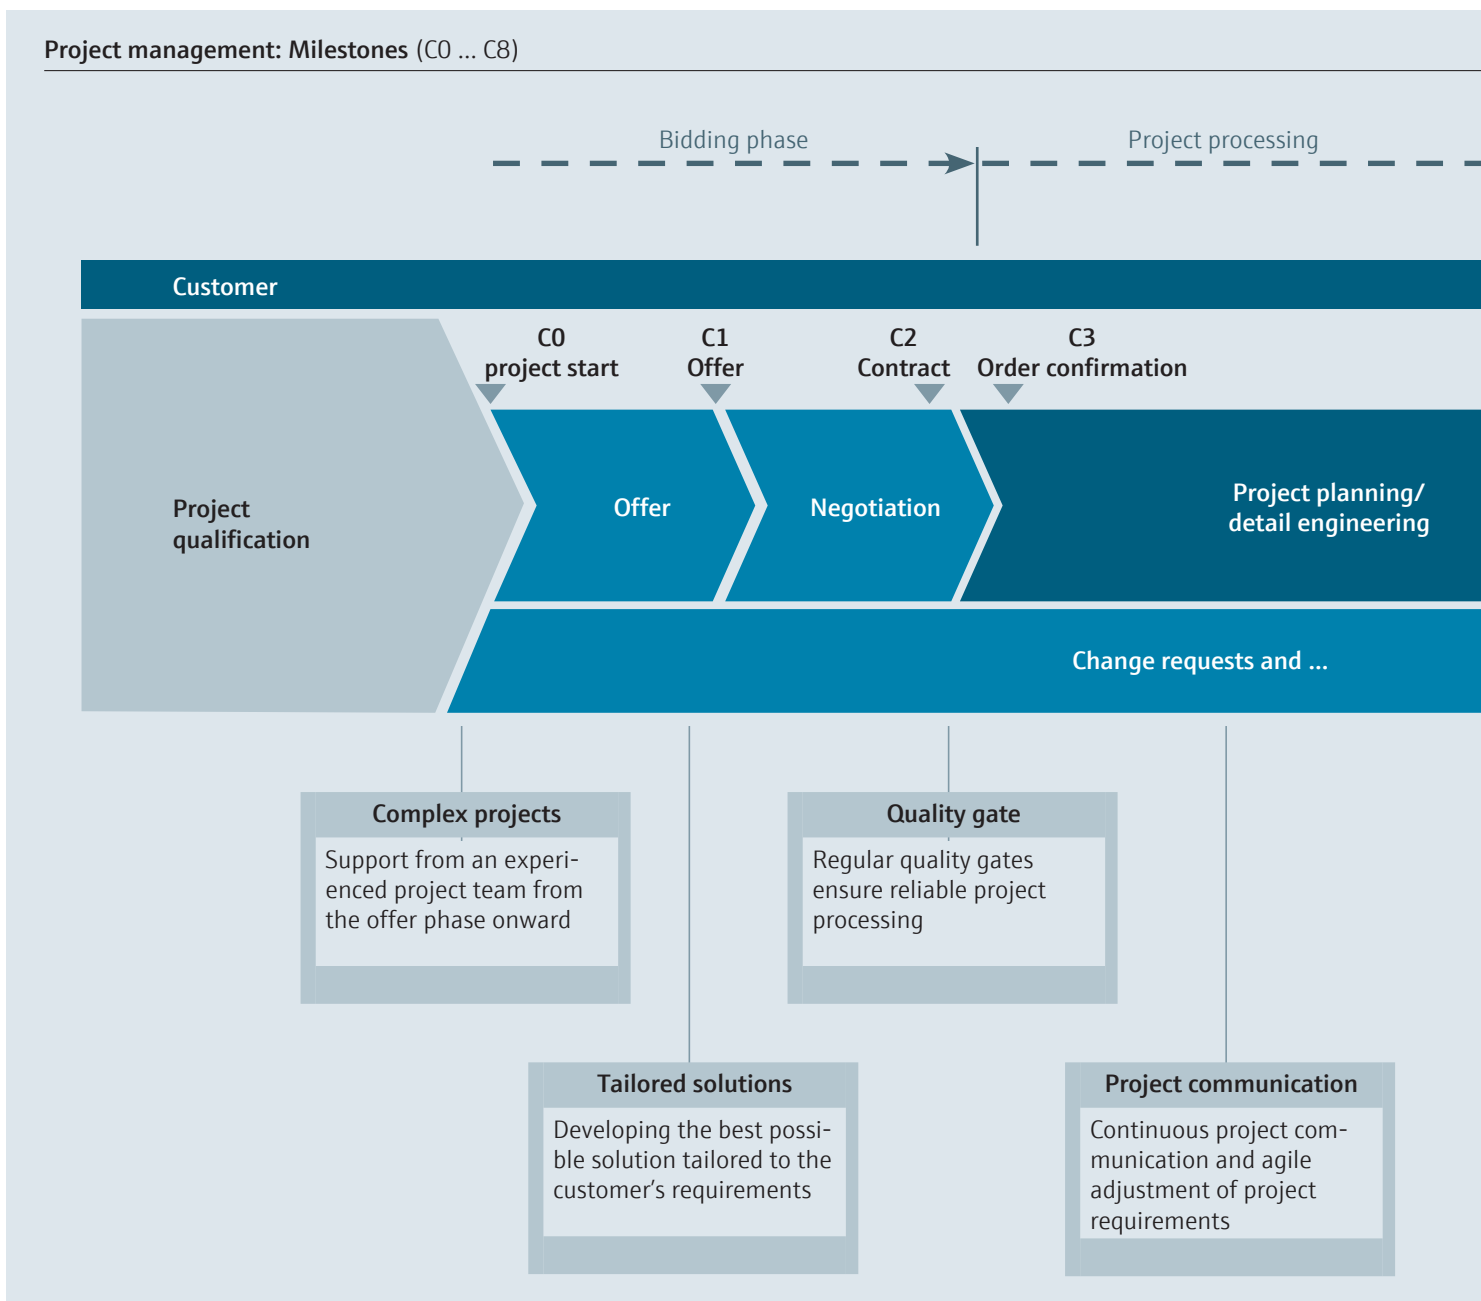 Project management: Milestones (C0 ... C8)
Bidding phase
Project processing
Customer
C0
project start
C1
Offer
C2
Contract
C3
Order confirmation
Project
qualification
Offer
Negotiation
Project planning/
detail engineering
Change requests and ...
Complex projects
Support from an experi-
enced project team from
the offer phase onward
Quality gate
Regular quality gates
ensure reliable project
processing
Tailored solutions
Developing the best possi-
ble solution tailored to the
customer’s requirements
Project communication
Continuous project com-
munication and agile
adjustment of project
requirements